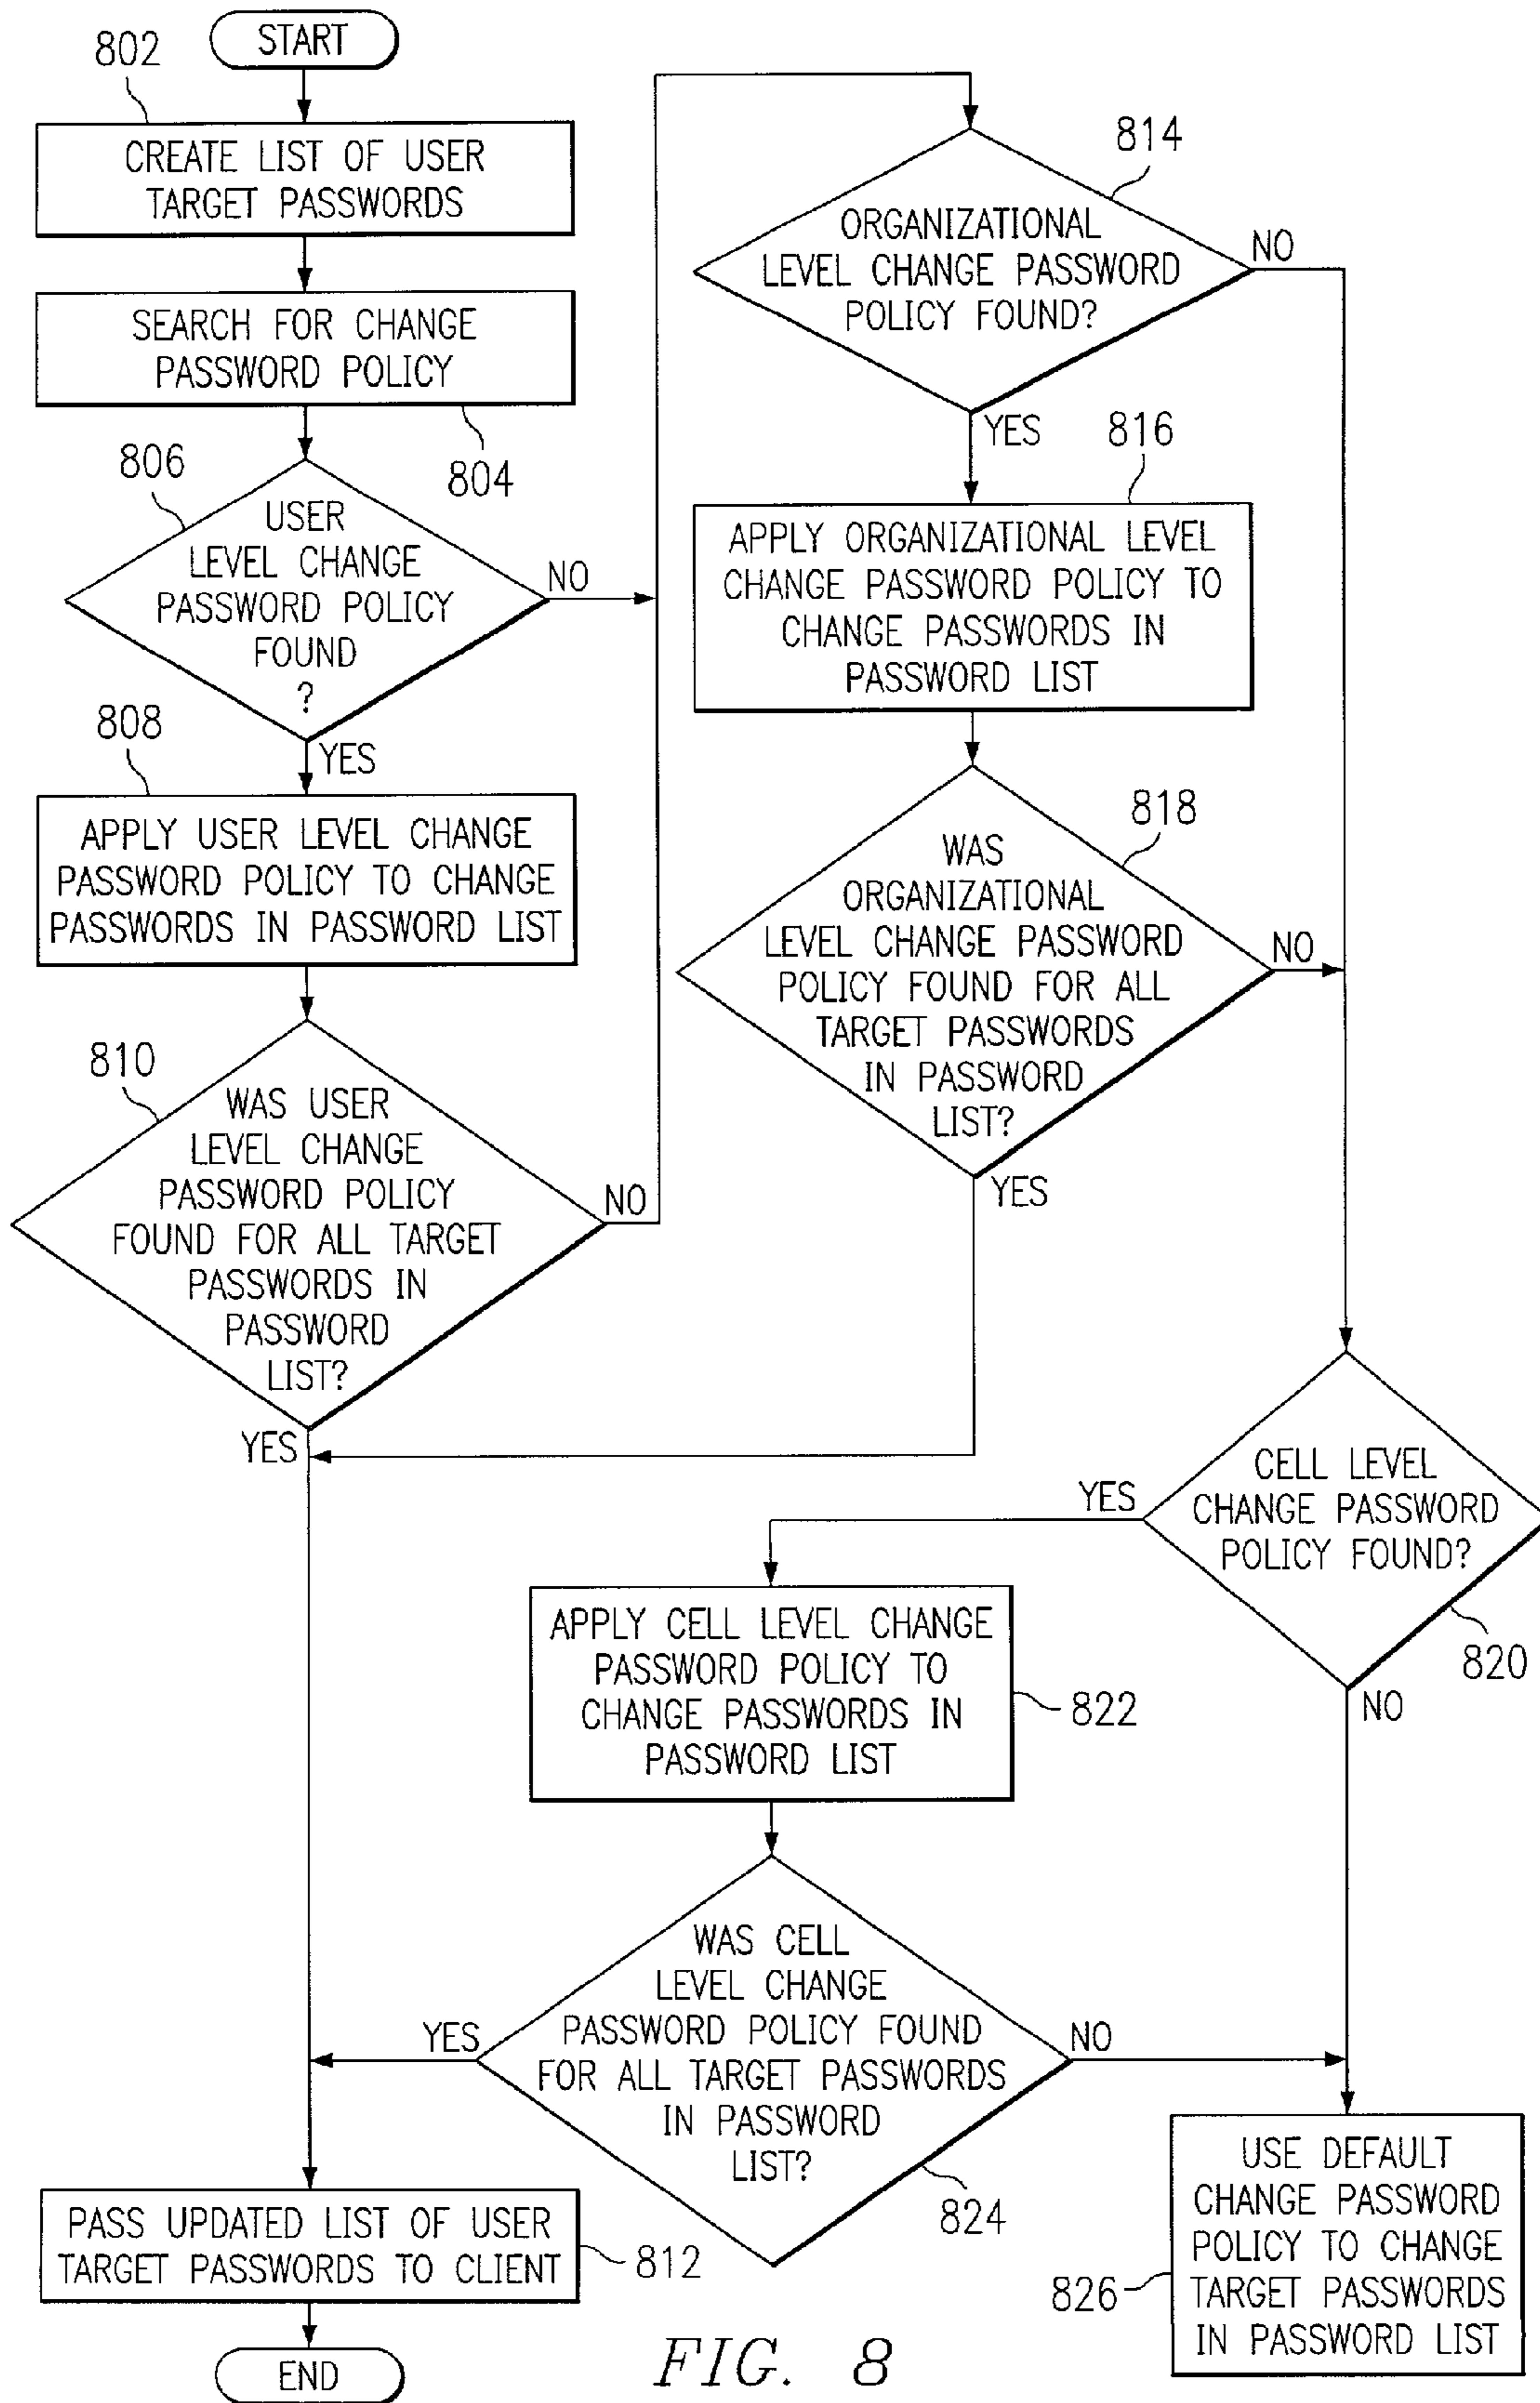 START
802
CREATE LIST OF USER
TARGET PASSWORDS
SEARCH FOR CHANGE
PASSWORD POLICY
804
806
USER
LEVEL CHANGE
PASSWORD POLICY
FOUND
?
NO
YES
808
APPLY USER LEVEL CHANGE
PASSWORD POLICY TO CHANGE
PASSWORDS IN PASSWORD LIST
810
WAS USER
LEVEL CHANGE
PASSWORD POLICY
FOUND FOR ALL TARGET
PASSWORDS IN
PASSWORD
LIST?
NO
YES
814
ORGANIZATIONAL
LEVEL CHANGE PASSWORD
POLICY FOUND?
NO
YES
816
APPLY ORGANIZATIONAL LEVEL
CHANGE PASSWORD POLICY TO
CHANGE PASSWORDS IN
PASSWORD LIST
818
WAS
ORGANIZATIONAL
LEVEL CHANGE PASSWORD
POLICY FOUND FOR ALL
TARGET PASSWORDS
IN PASSWORD
LIST?
NO
YES
CELL LEVEL
CHANGE PASSWORD
POLICY FOUND?
YES
820
NO
APPLY CELL LEVEL CHANGE
PASSWORD POLICY TO
CHANGE PASSWORDS IN
PASSWORD LIST
822
WAS CELL
LEVEL CHANGE
PASSWORD POLICY FOUND
FOR ALL TARGET PASSWORDS
IN PASSWORD
LIST?
YES
NO
824
USE DEFAULT
CHANGE PASSWORD
POLICY TO CHANGE
TARGET PASSWORDS
IN PASSWORD LIST
826
PASS UPDATED LIST OF USER
TARGET PASSWORDS TO CLIENT
812
END
FIG. 8